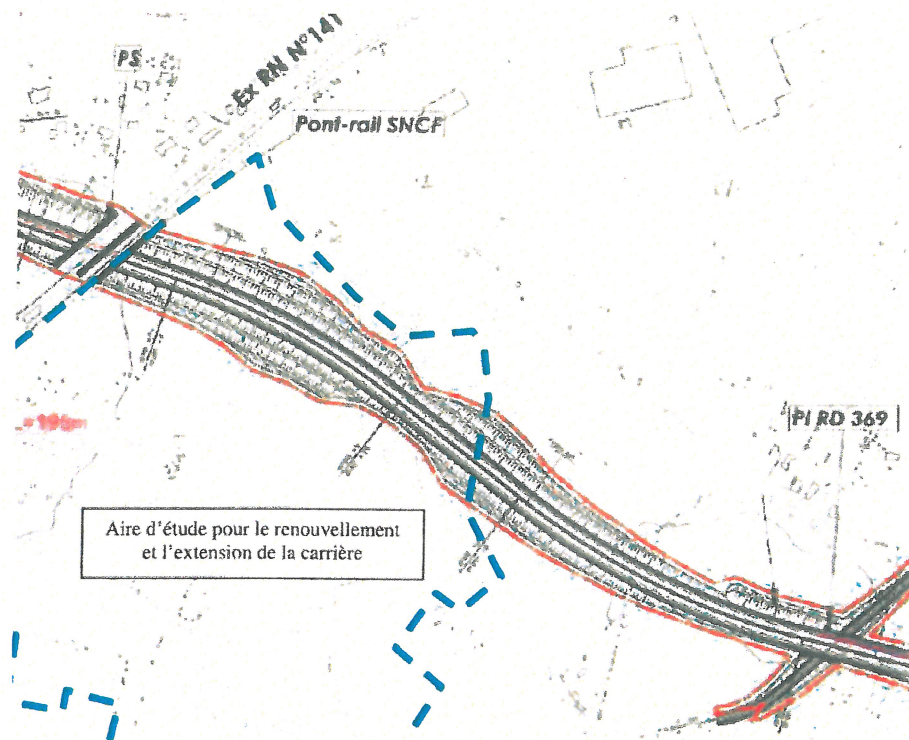 PS
Ex RN N°141
Pont-rail SNCF
PI RD 369
Aire d'étude pour le renouvellement
et l'extension de la carrière